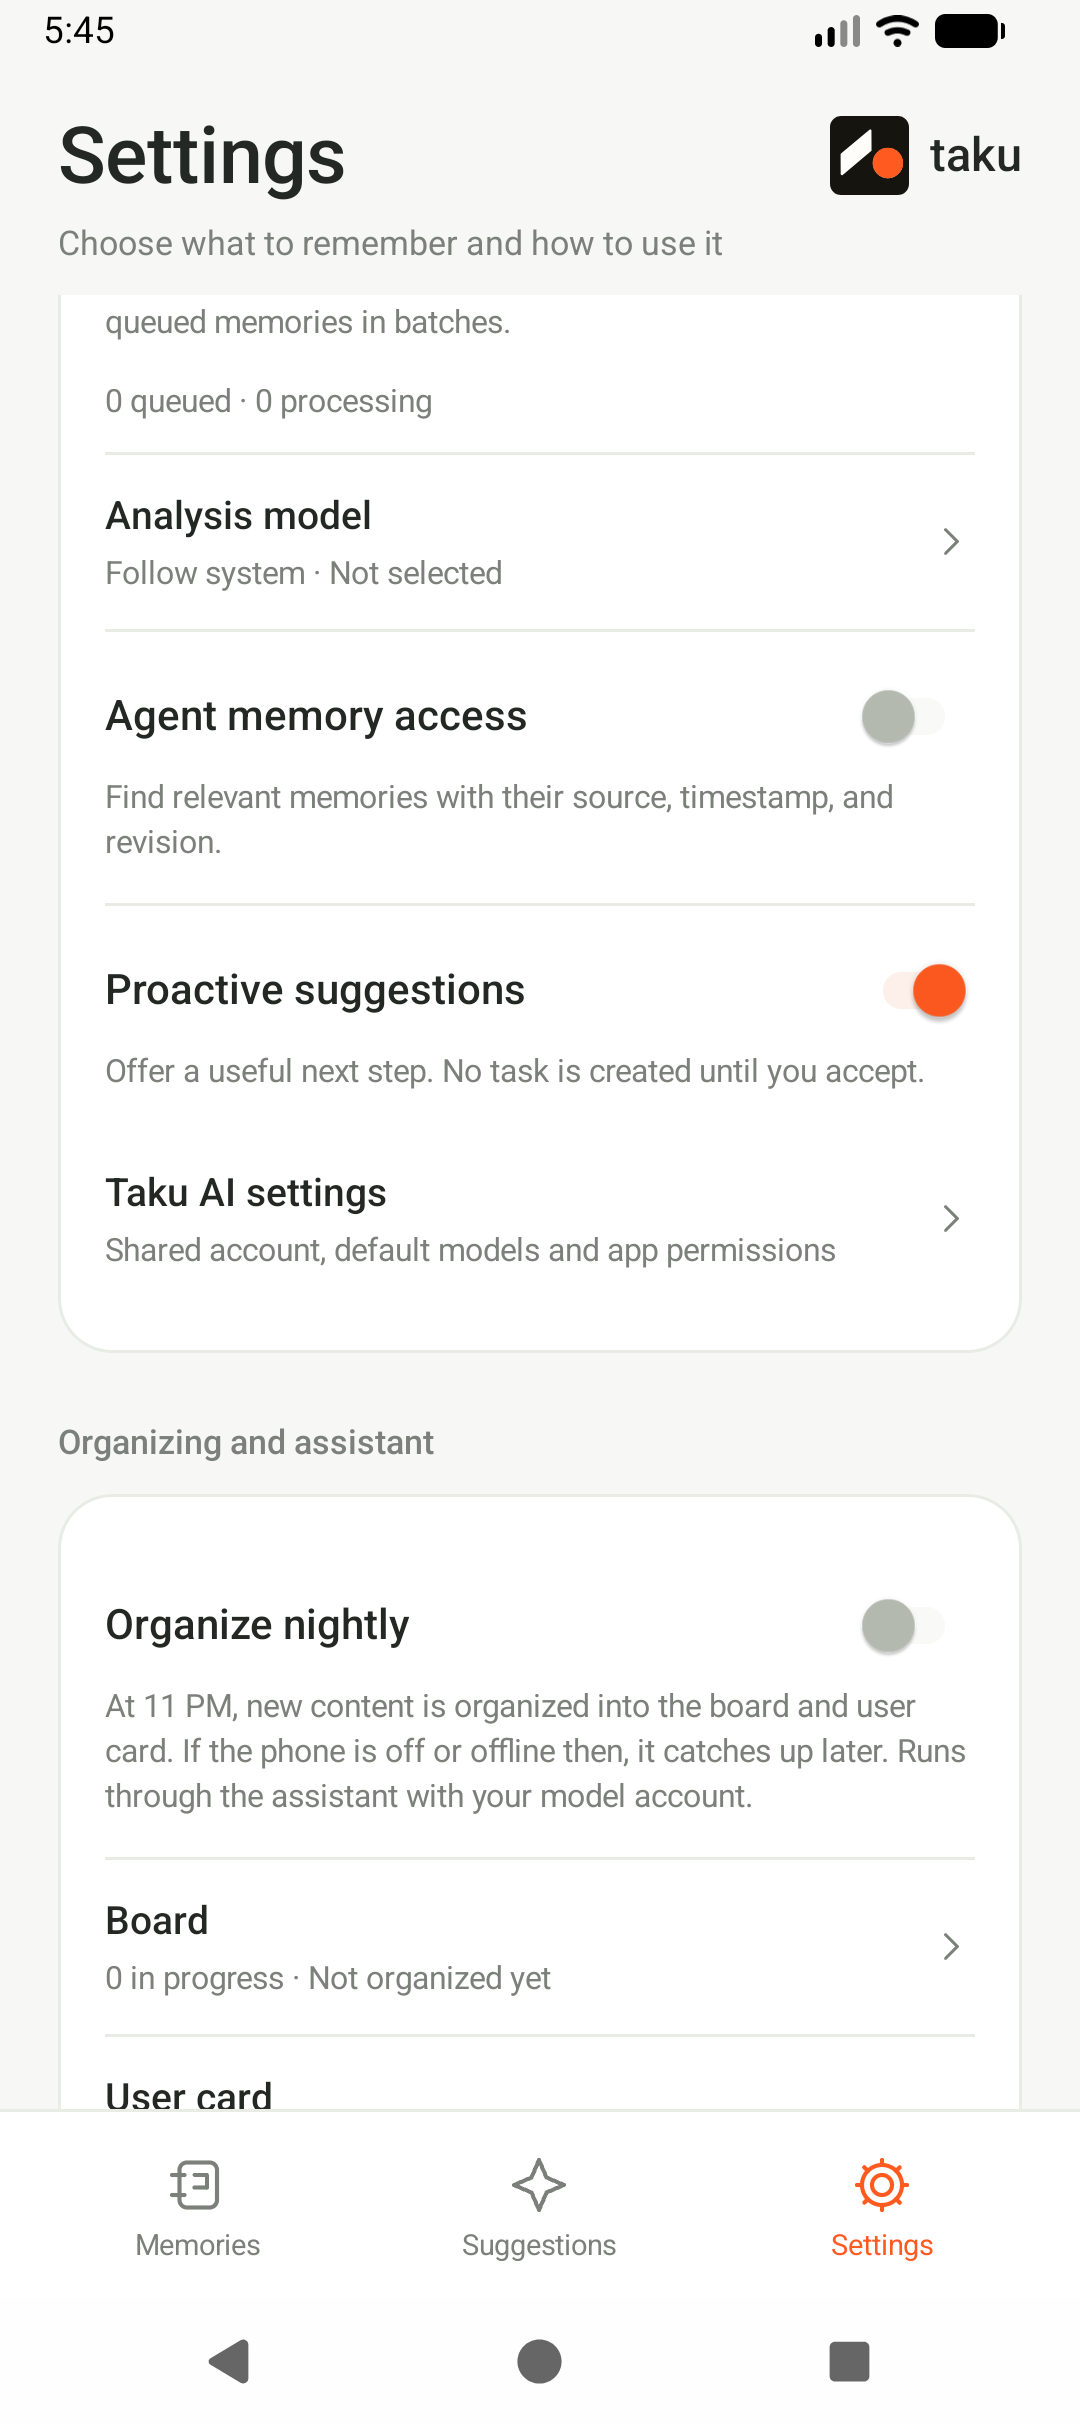 5:45
Settings
taku
Choose what to remember and how to use it
queued memories in batches.
0 queued · 0 processing
Analysis model
Follow system · Not selected
Agent memory access
Find relevant memories with their source, timestamp, and
revision.
Proactive suggestions
Offer a useful next step. No task is created until you accept.
Taku AI settings
Shared account, default models and app permissions
Organizing and assistant
Organize nightly
At 11 PM, new content is organized into the board and user
card. If the phone is off or offline then, it catches up later. Runs
through the assistant with your model account.
Board
0 in progress · Not organized yet
User card
Memories
Suggestions
Settings